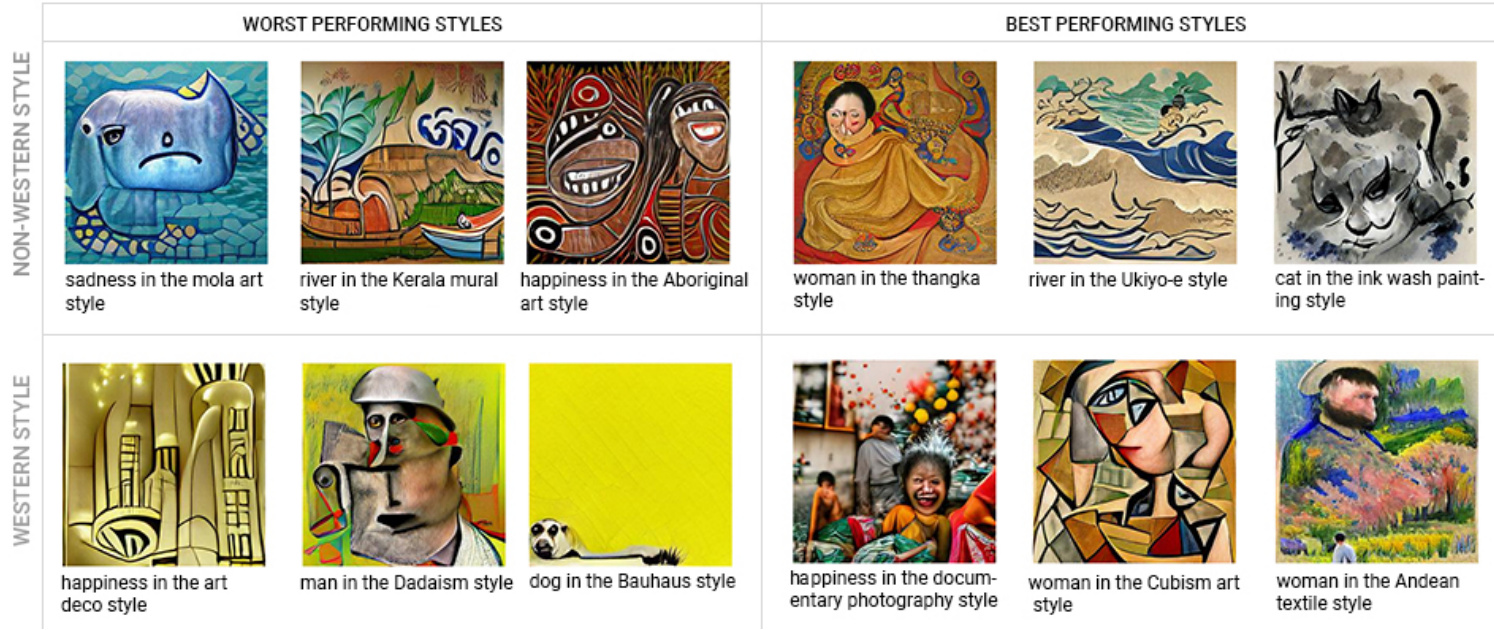 WORST PERFORMING STYLES
BEST PERFORMING STYLES
NON-WESTERN STYLE
sadness in the mola art
style
river in the Kerala mural
style
happiness in the Aboriginal
art style
woman in the thangka
style
river in the Ukiyo-e style
cat in the ink wash paint-
ing style
WESTERN STYLE
happiness in the art
deco style
man in the Dadaism style
dog in the Bauhaus style
happiness in the docum-
entary photography style
woman in the Cubism art
style
woman in the Andean
textile style